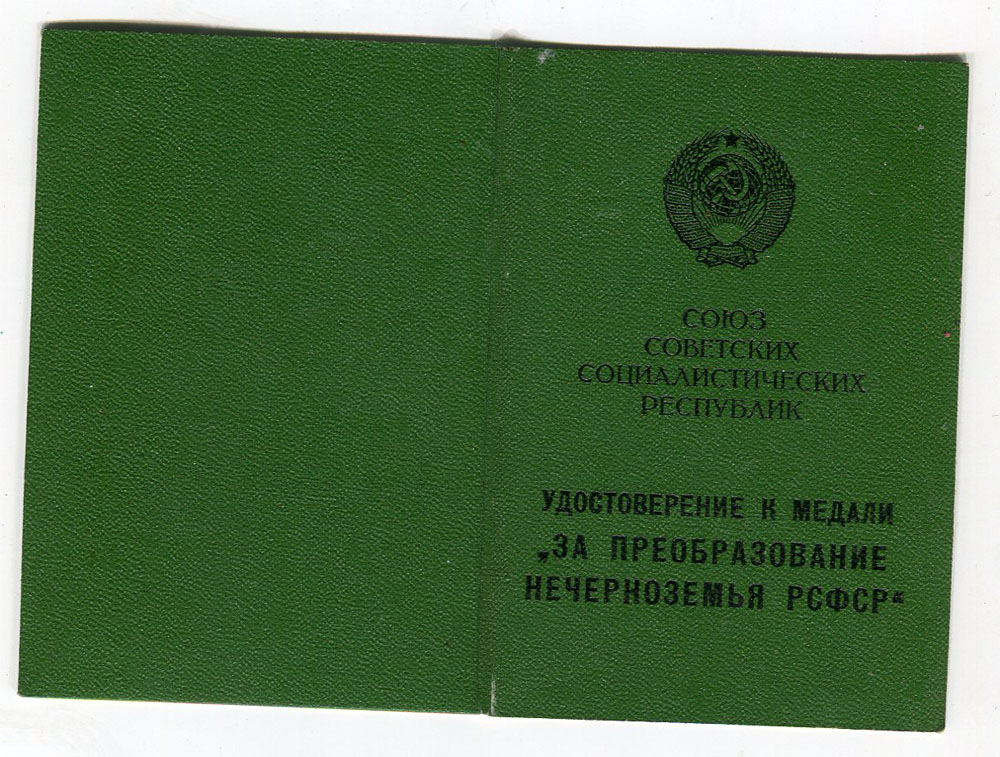 СОЮЗ
СОВЕТСКИХ
СОЦИАЛИСТИЧЕСКИХ
РЕСПУБЛИК
УДОСТОВЕРЕНИЕ К МЕДАЛИ
„ЗА ПРЕОБРАЗОВАНИЕ
НЕЧЕРНОЗЕМЬЯ РСФСР“